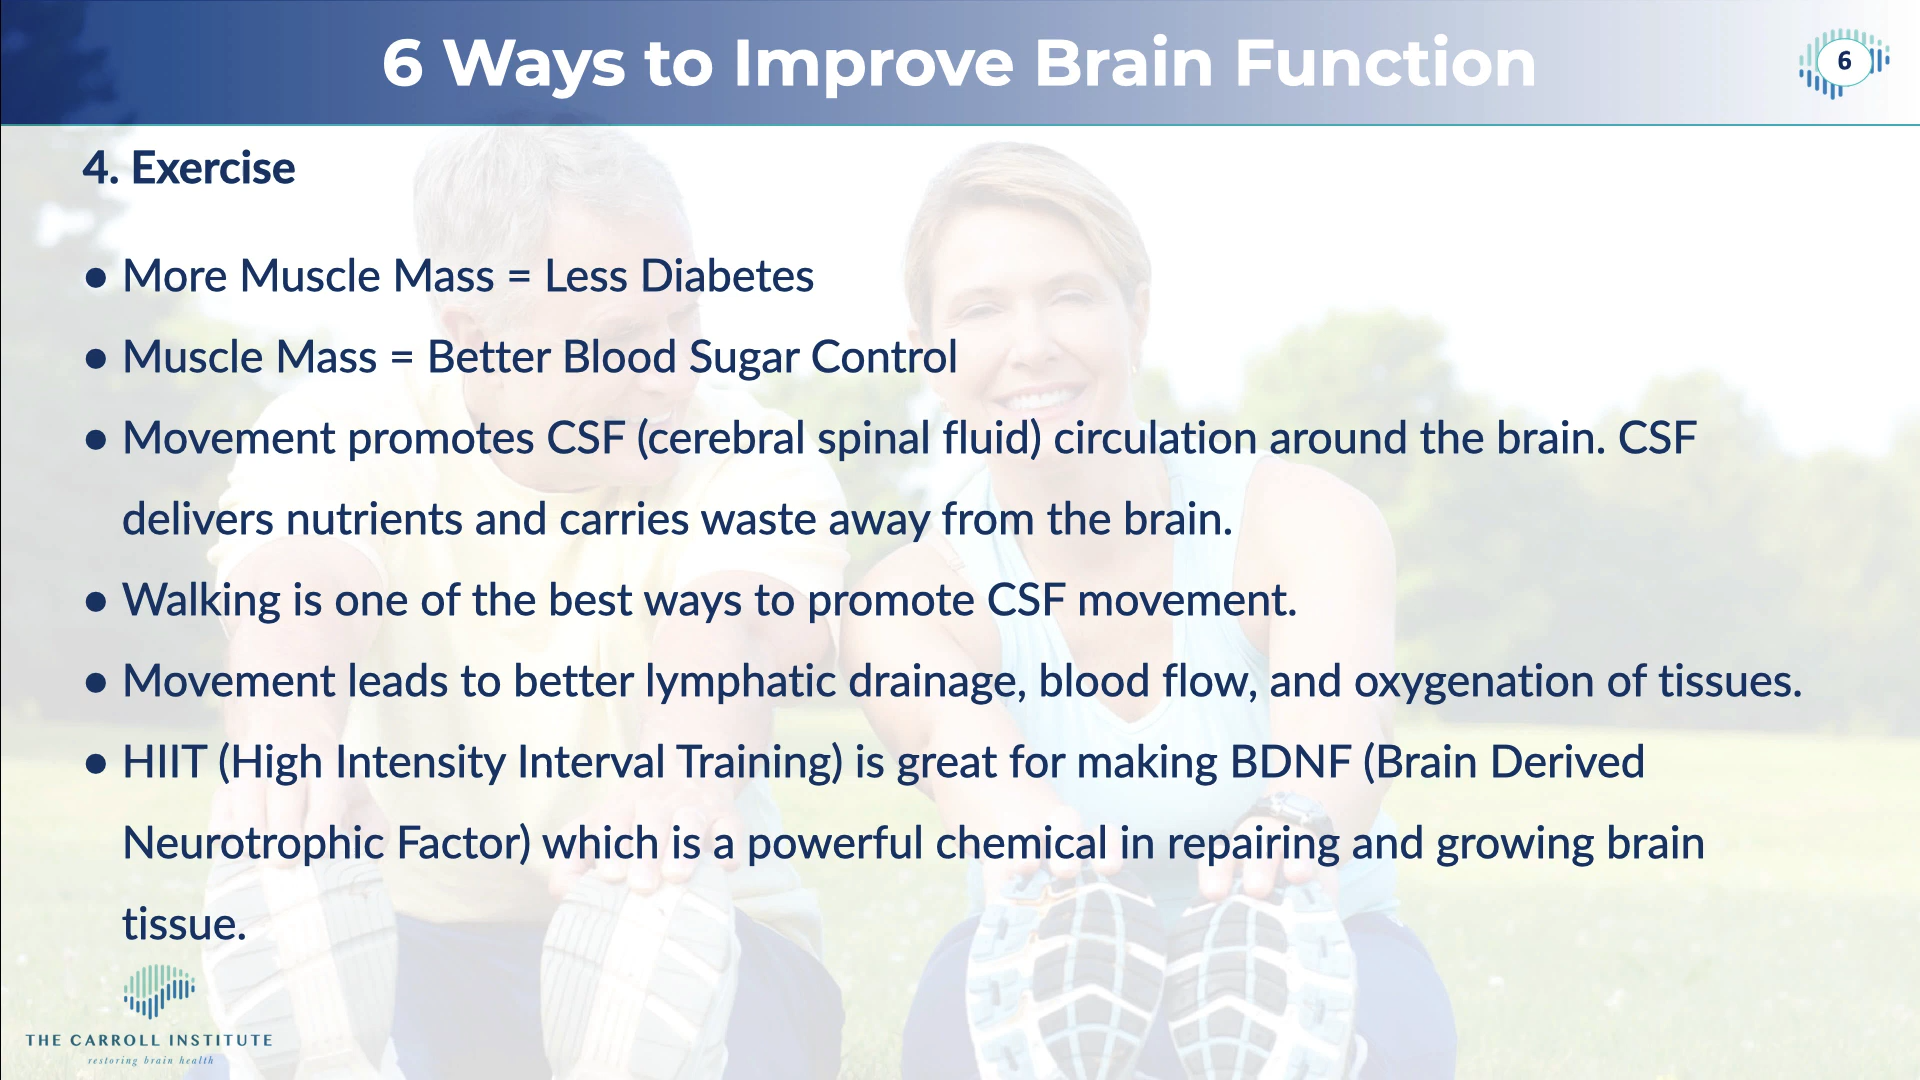 6 Ways to Improve Brain Function
6
4. Exercise
● More Muscle Mass = Less Diabetes
● Muscle Mass = Better Blood Sugar Control
● Movement promotes CSF (cerebral spinal fluid) circulation around the brain. CSF
delivers nutrients and carries waste away from the brain.
● Walking is one of the best ways to promote CSF movement.
● Movement leads to better lymphatic drainage, blood flow, and oxygenation of tissues.
● HIIT (High Intensity Interval Training) is great for making BDNF (Brain Derived
Neurotrophic Factor) which is a powerful chemical in repairing and growing brain
tissue.
THE CARROLL INSTITUTE
restoring brain health